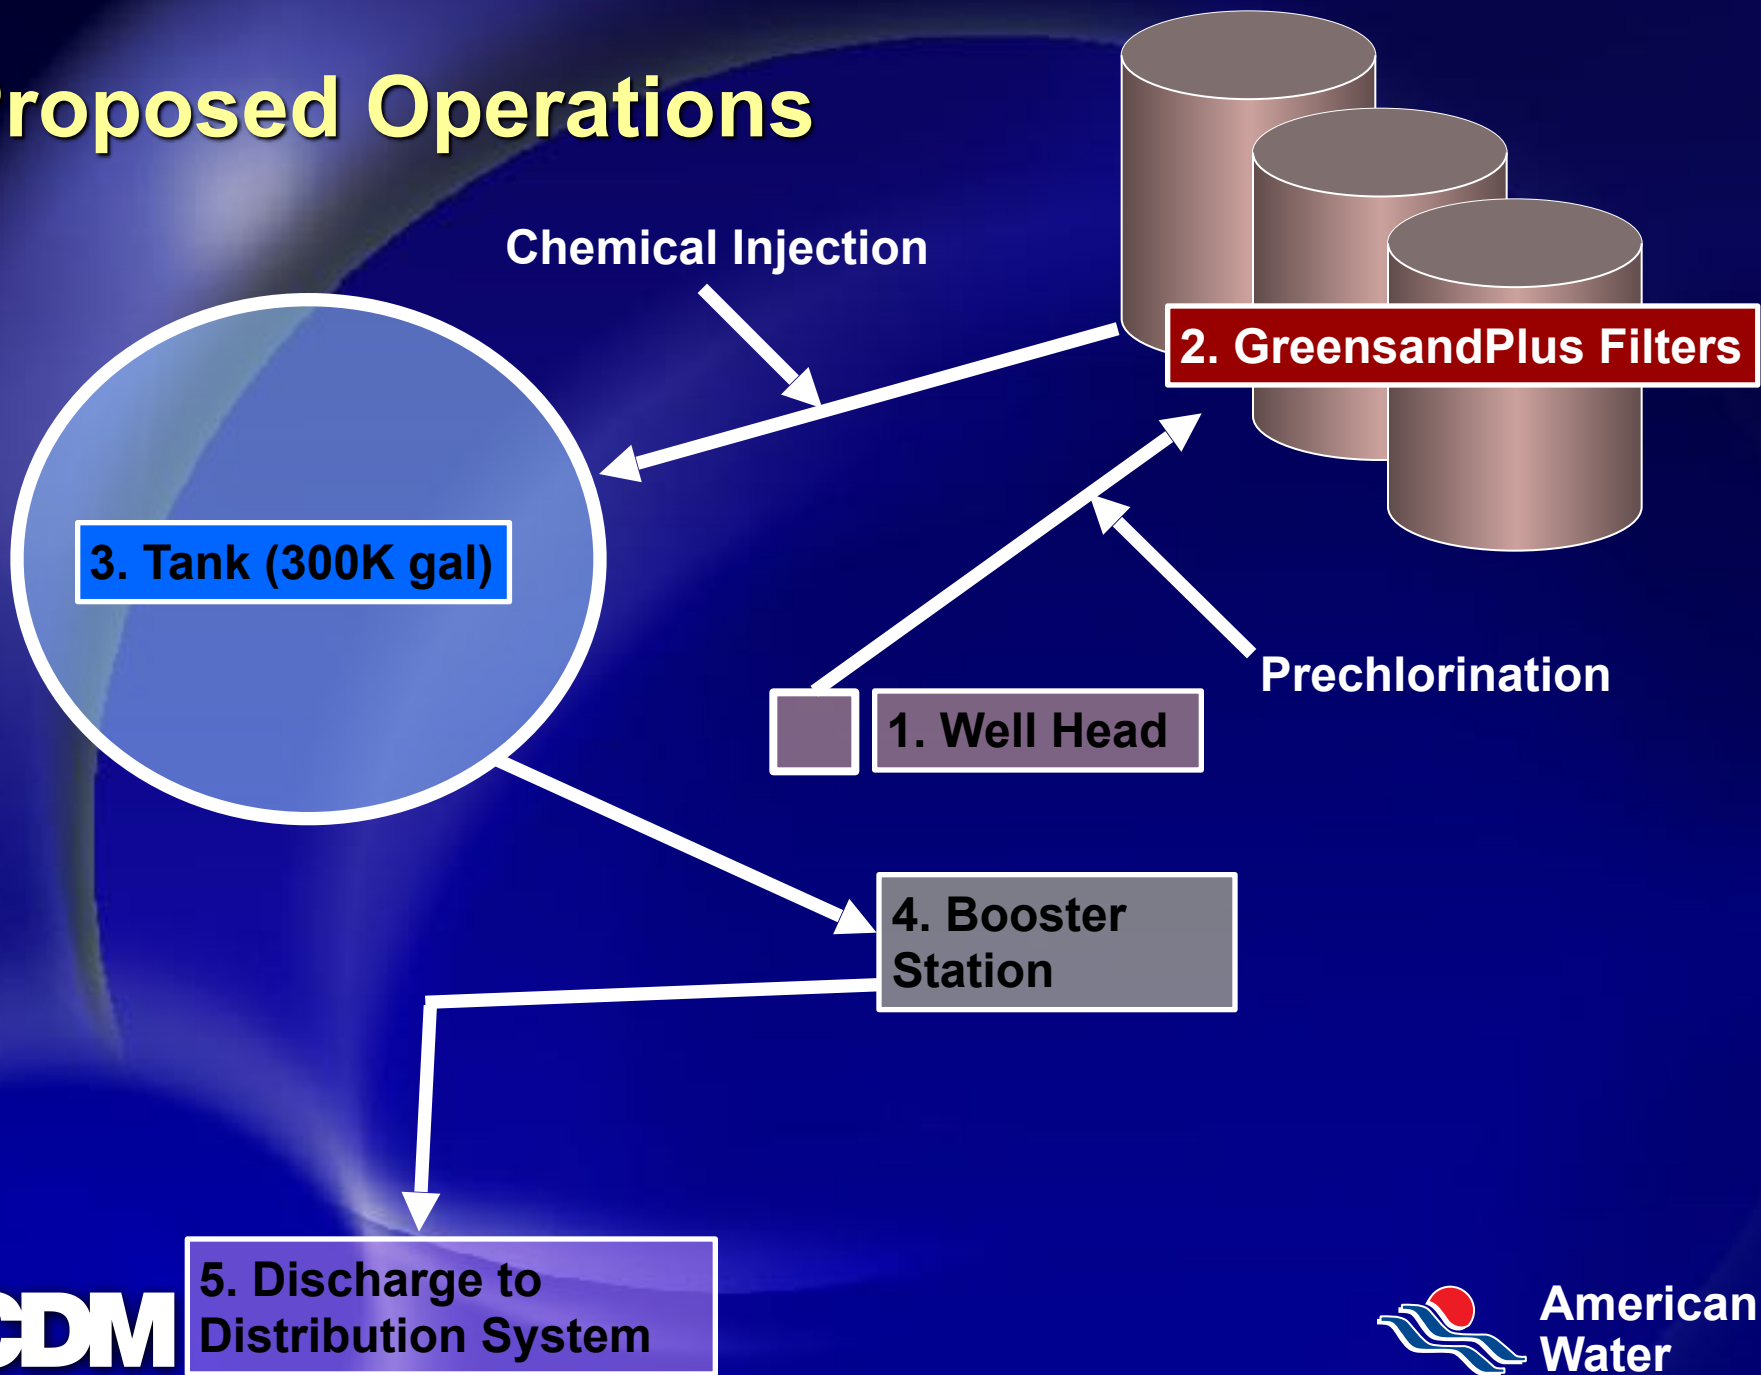 roposed Operations
Chemical Injection
2. GreensandPlus Filters
3. Tank (300K gal)
Prechlorination
1. Well Head
4. Booster
Station
5. Discharge to
Distribution System
CDM
American
Water